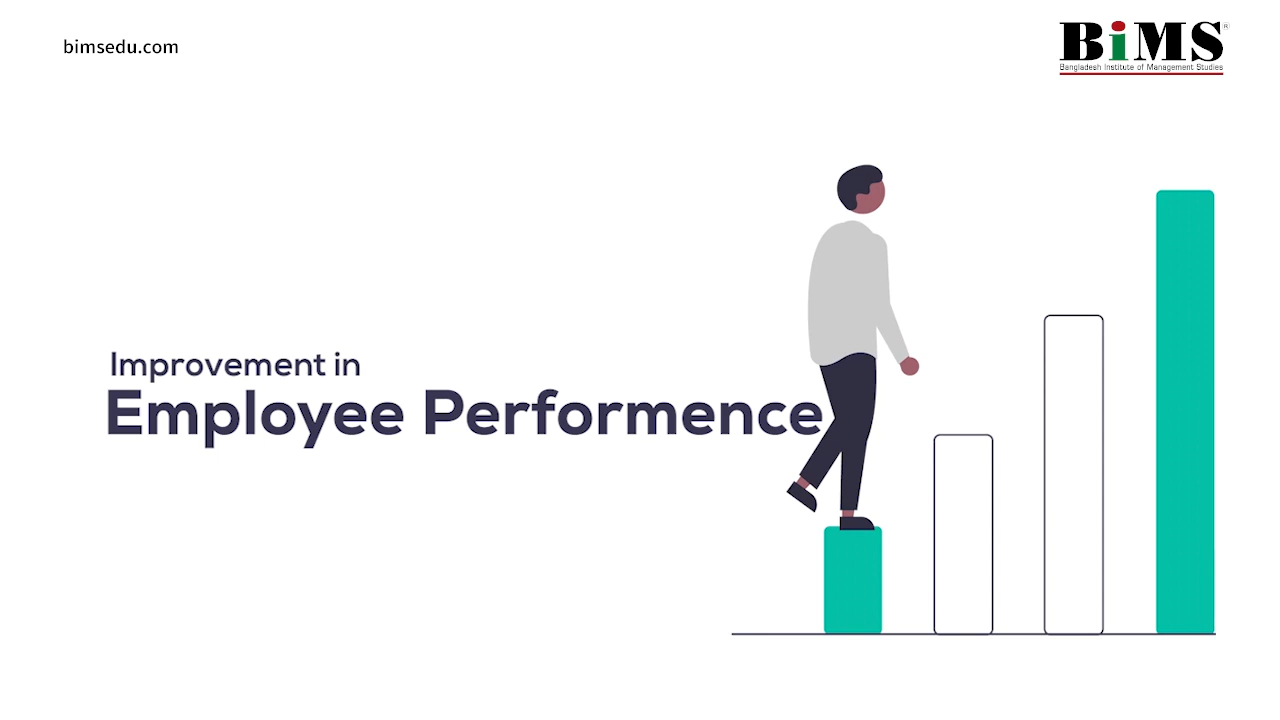 bimsedu.com
BiMS®
Bangladesh Institute of Management Studies
Improvement in
Employee Performence